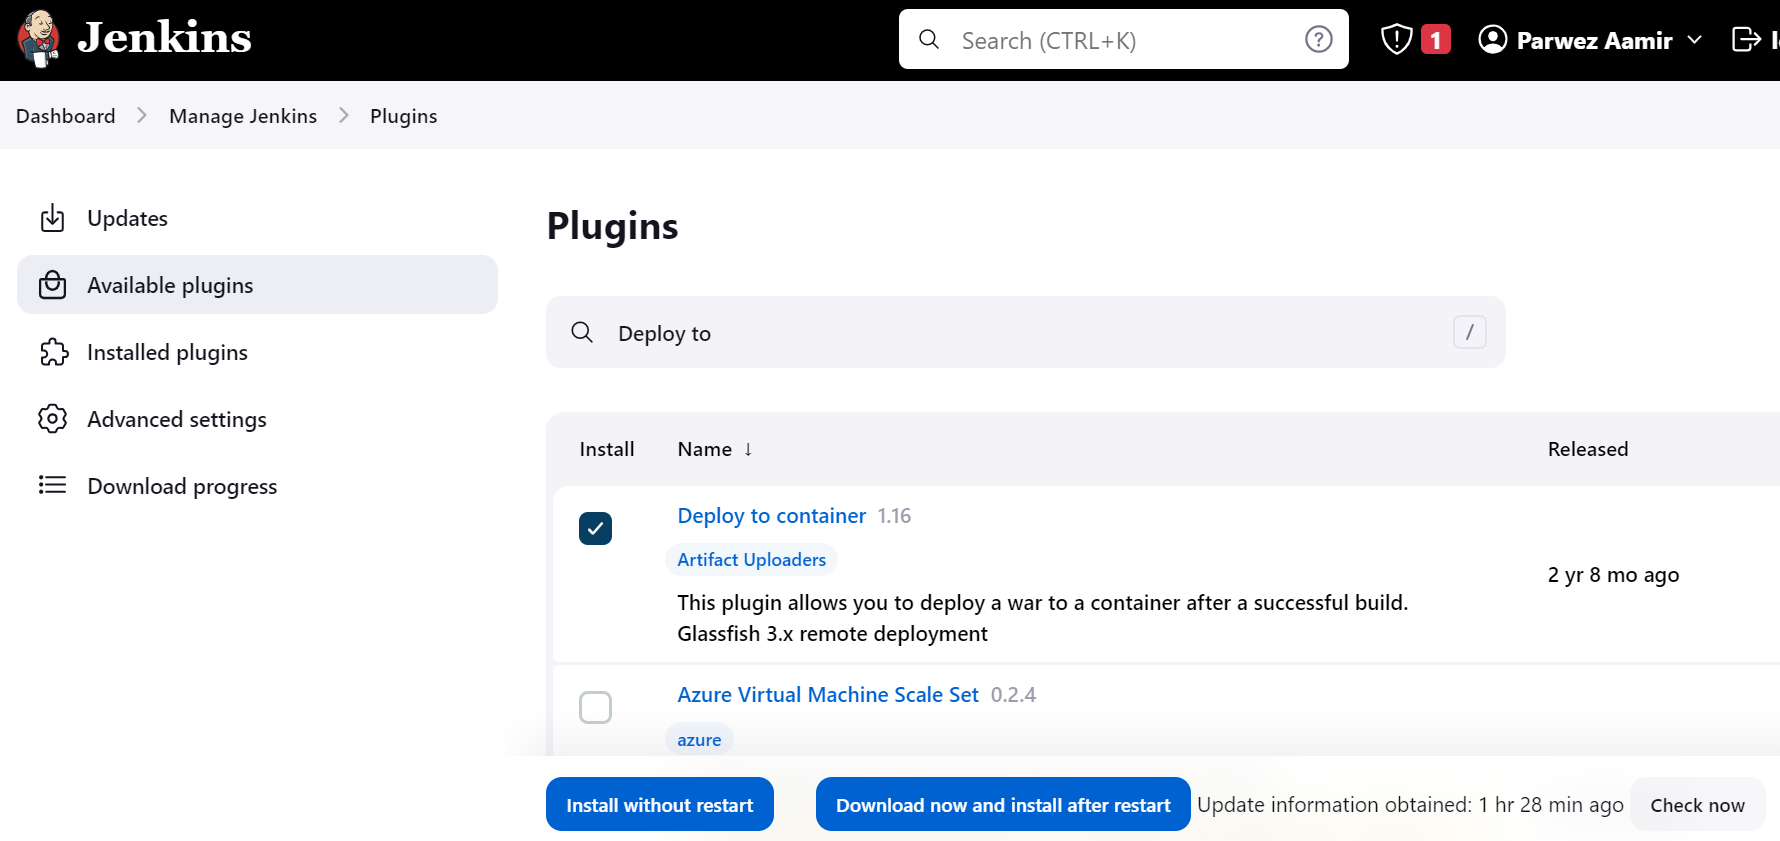 Jenkins
Search (CTRL+K)
?
1
Parwez Aamir
Dashboard
Manage Jenkins
Plugins
Updates
Available plugins
Installed plugins
Advanced settings
Download progress
Plugins
Deploy to
/
Install
Name ↓
Released
Deploy to container 1.16
Artifact Uploaders
This plugin allows you to deploy a war to a container after a successful build.
Glassfish 3.x remote deployment
2 yr 8 mo ago
Azure Virtual Machine Scale Set 0.2.4
azure
Install without restart
Download now and install after restart
Update information obtained: 1 hr 28 min ago
Check now